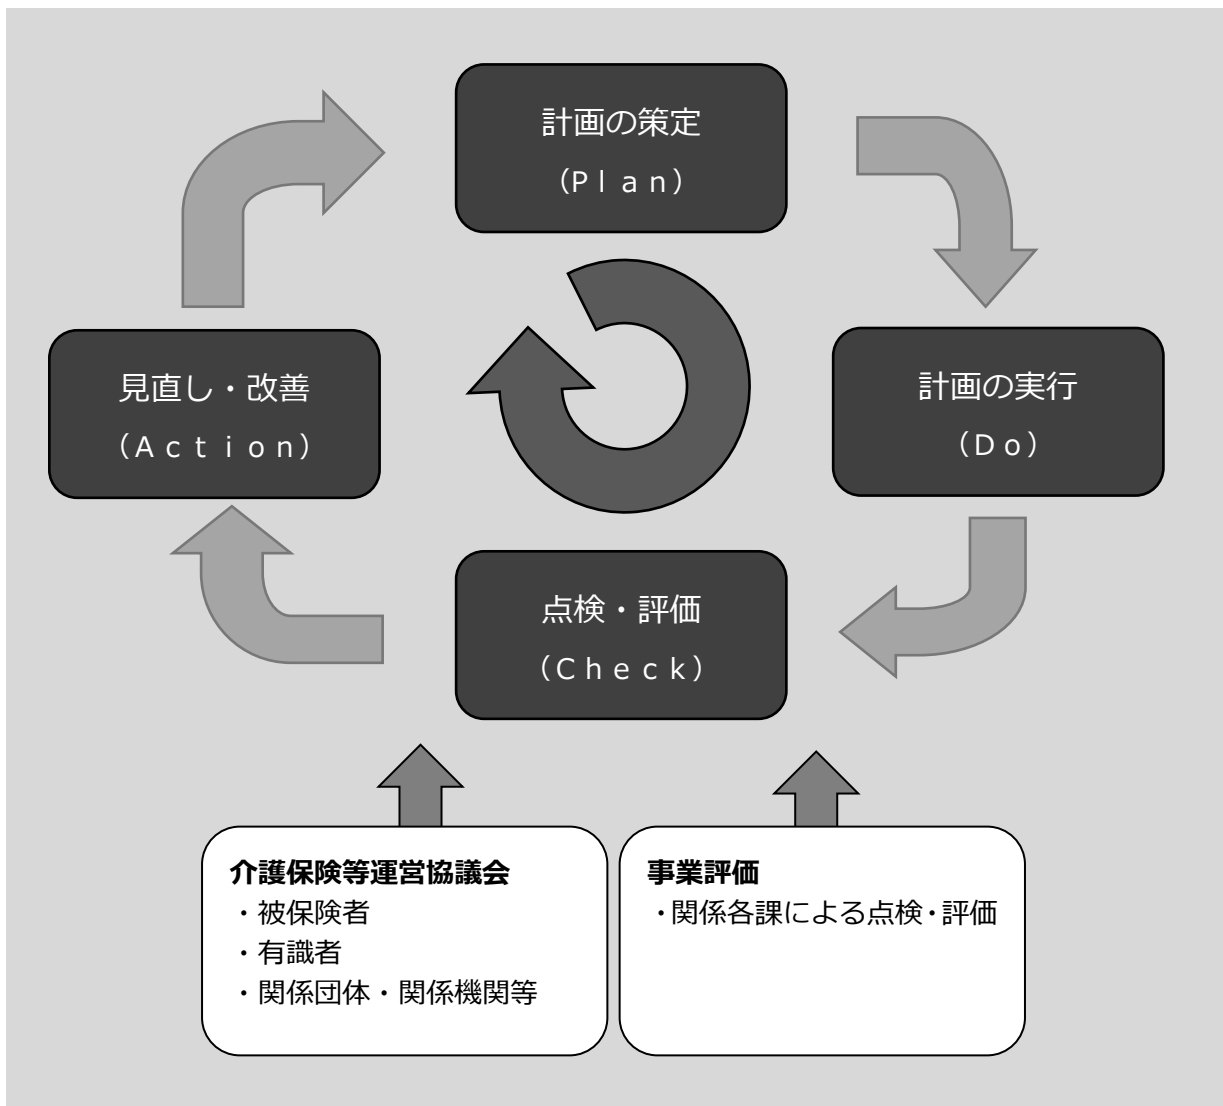 計画の策定
（Ｐｌａｎ）
見直し・改善
（Ａｃｔｉｏｎ）
計画の実行
（Ｄｏ）
点検・評価
（Ｃｈｅｃｋ）
介護保険等運営協議会
・被保険者
・有識者
・関係団体・関係機関等
事業評価
・関係各課による点検・評価